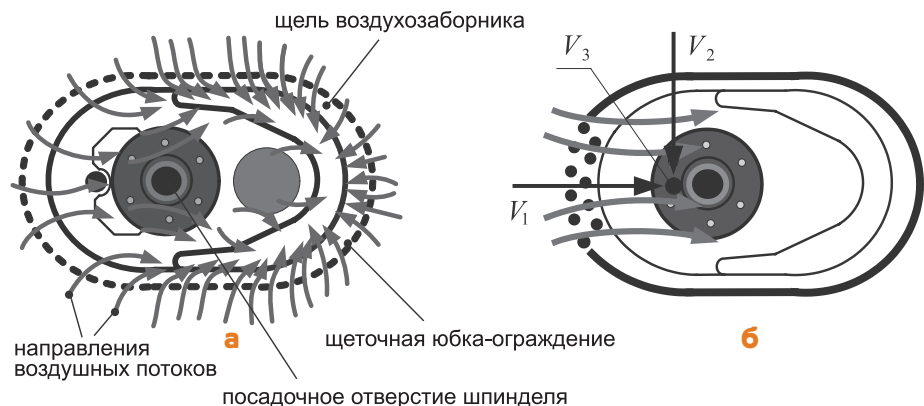 щель воздухозаборника
V3
V2
V1
а
щеточная юбка-ограждение
б
направления
воздушных потоков
посадочное отверстие шпинделя